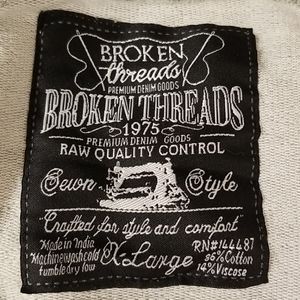 BROKEN
threads
PREMIUM DENIM GOODS
BROKEN THREADS
1975
PREMIUM DENIM GOODS
RAW QUALITY CONTROL
Sewn Style
"Crafted for style and comfort"
Made in India
Machine wash cold
tumble dry low
X Large
RN#144487
86%Cotton
14%Viscose